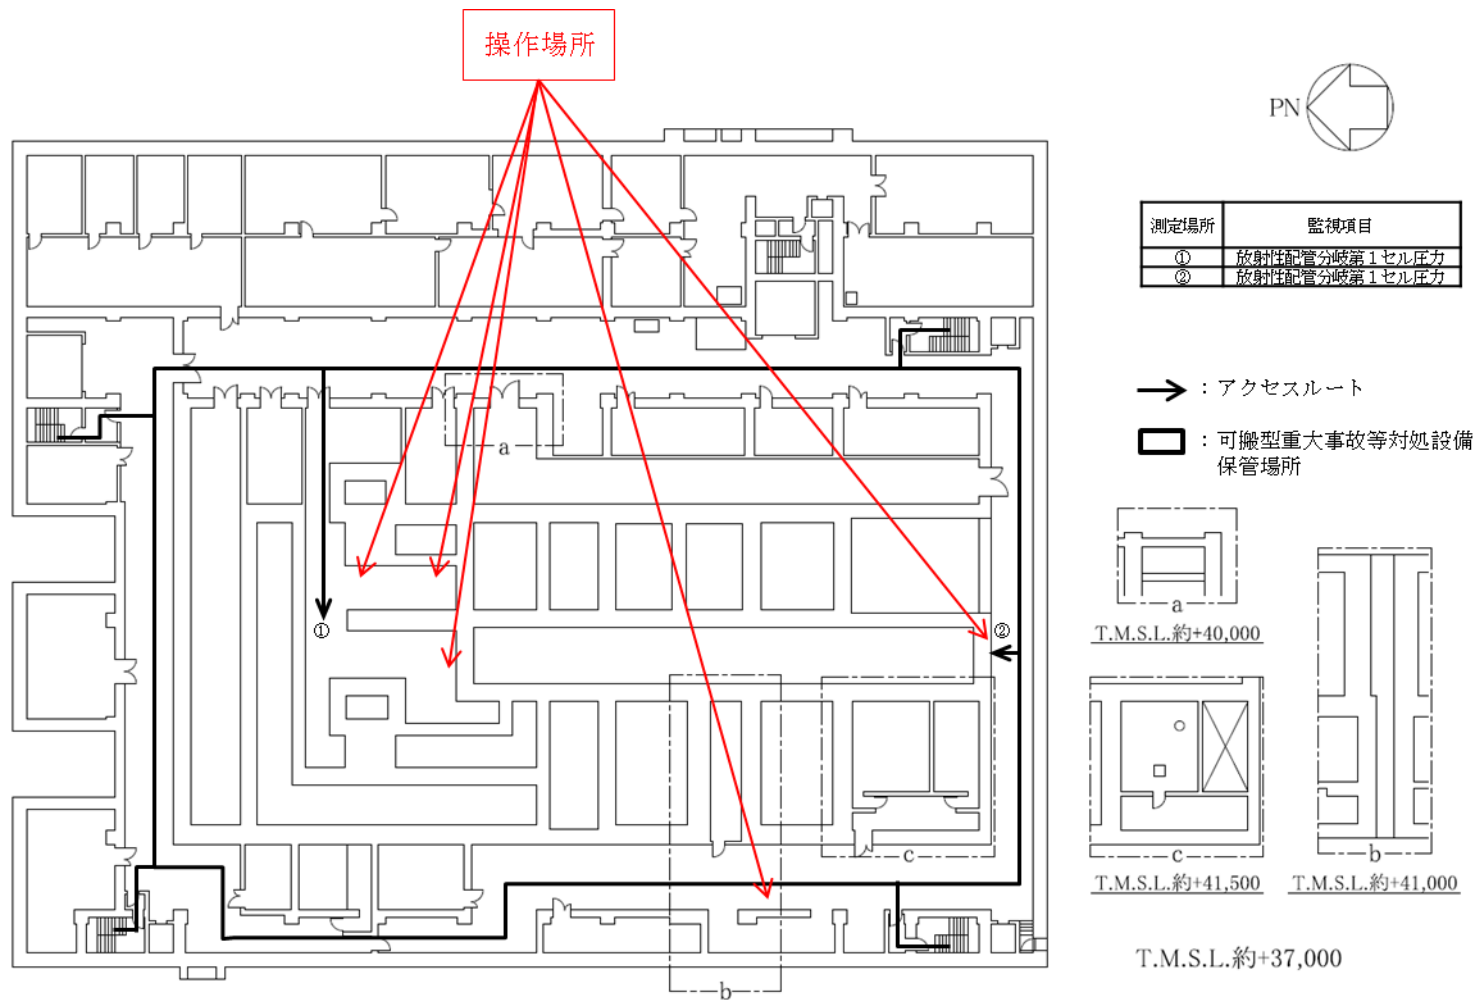 操作場所
PN
測定場所 監視項目
① 放射性配管分岐第1セル圧力
② 放射性配管分岐第1セル圧力
：アクセスルート
：可搬型重大事故等対処設備
保管場所
a
①
②
a
T.M.S.L.約+40,000
c
b
c
T.M.S.L.約+41,500
b
T.M.S.L.約+41,000
T.M.S.L.約+37,000